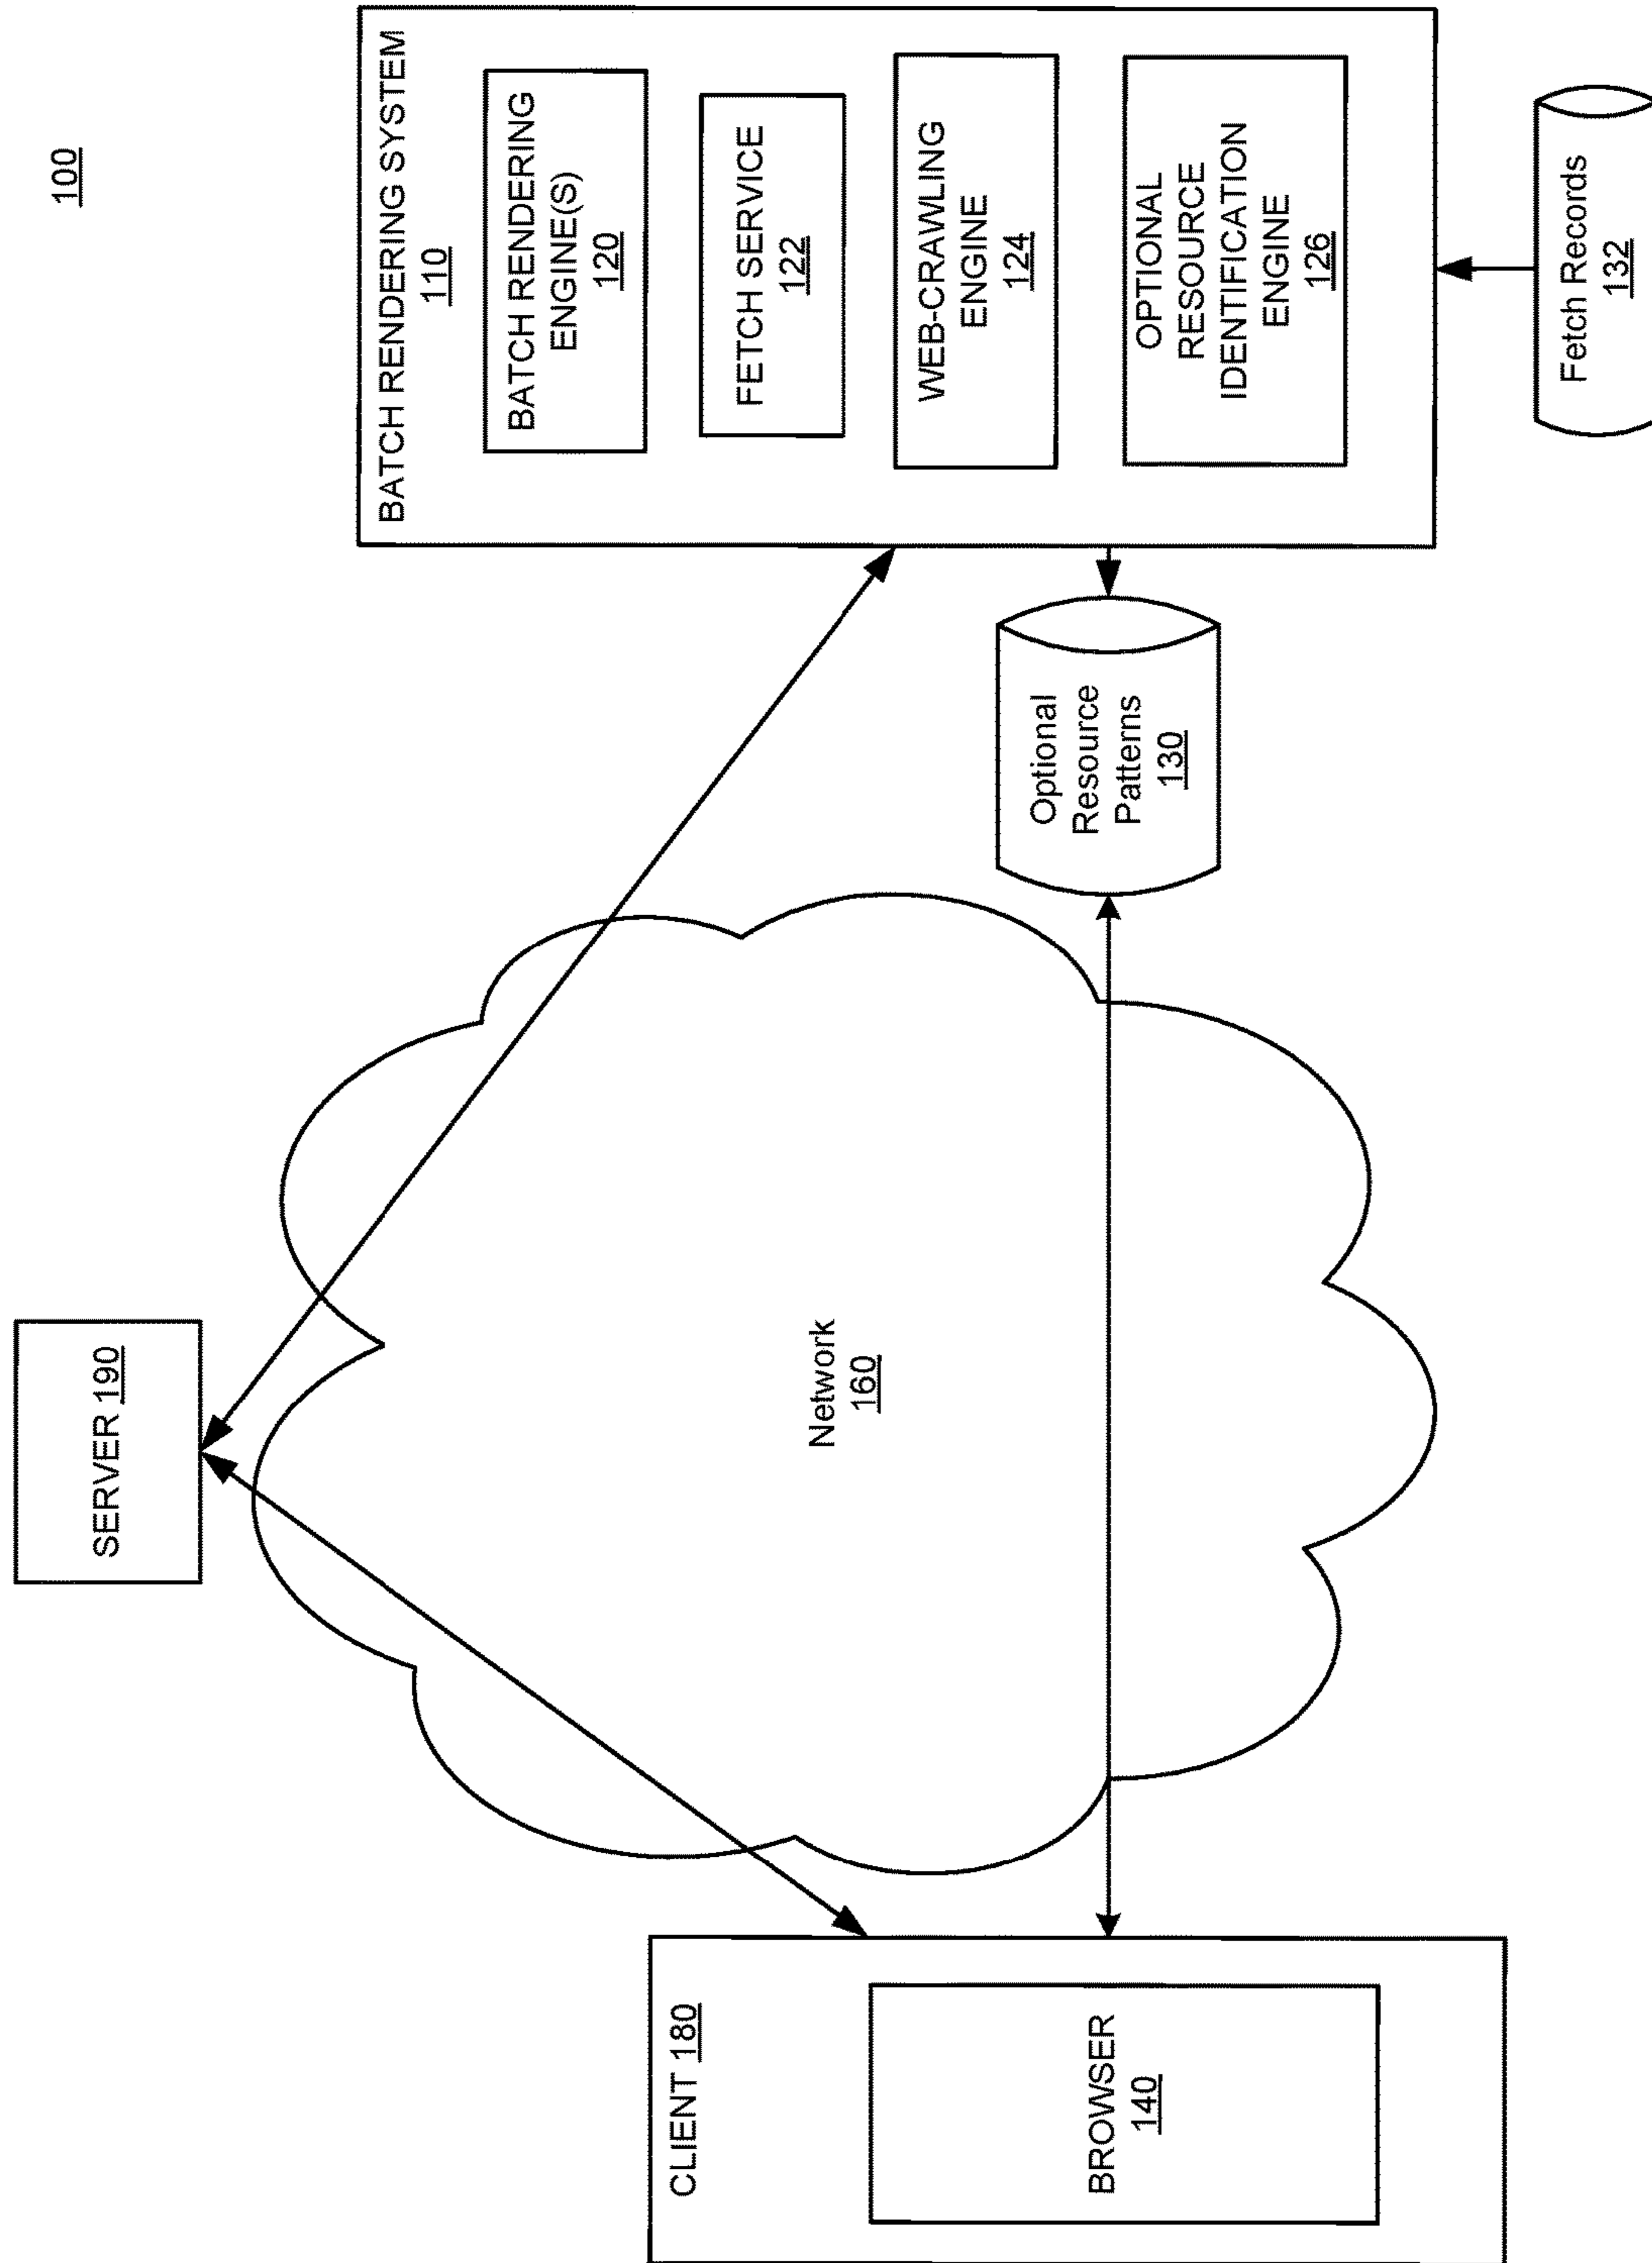 100
SERVER 190
CLIENT 180
BROWSER
140
Network
160
Optional
Resource
Patterns
130
BATCH RENDERING SYSTEM
110
BATCH RENDERING
ENGINE(S)
120
FETCH SERVICE
122
WEB-CRAWLING
ENGINE
124
OPTIONAL
RESOURCE
IDENTIFICATION
ENGINE
126
Fetch Records
132